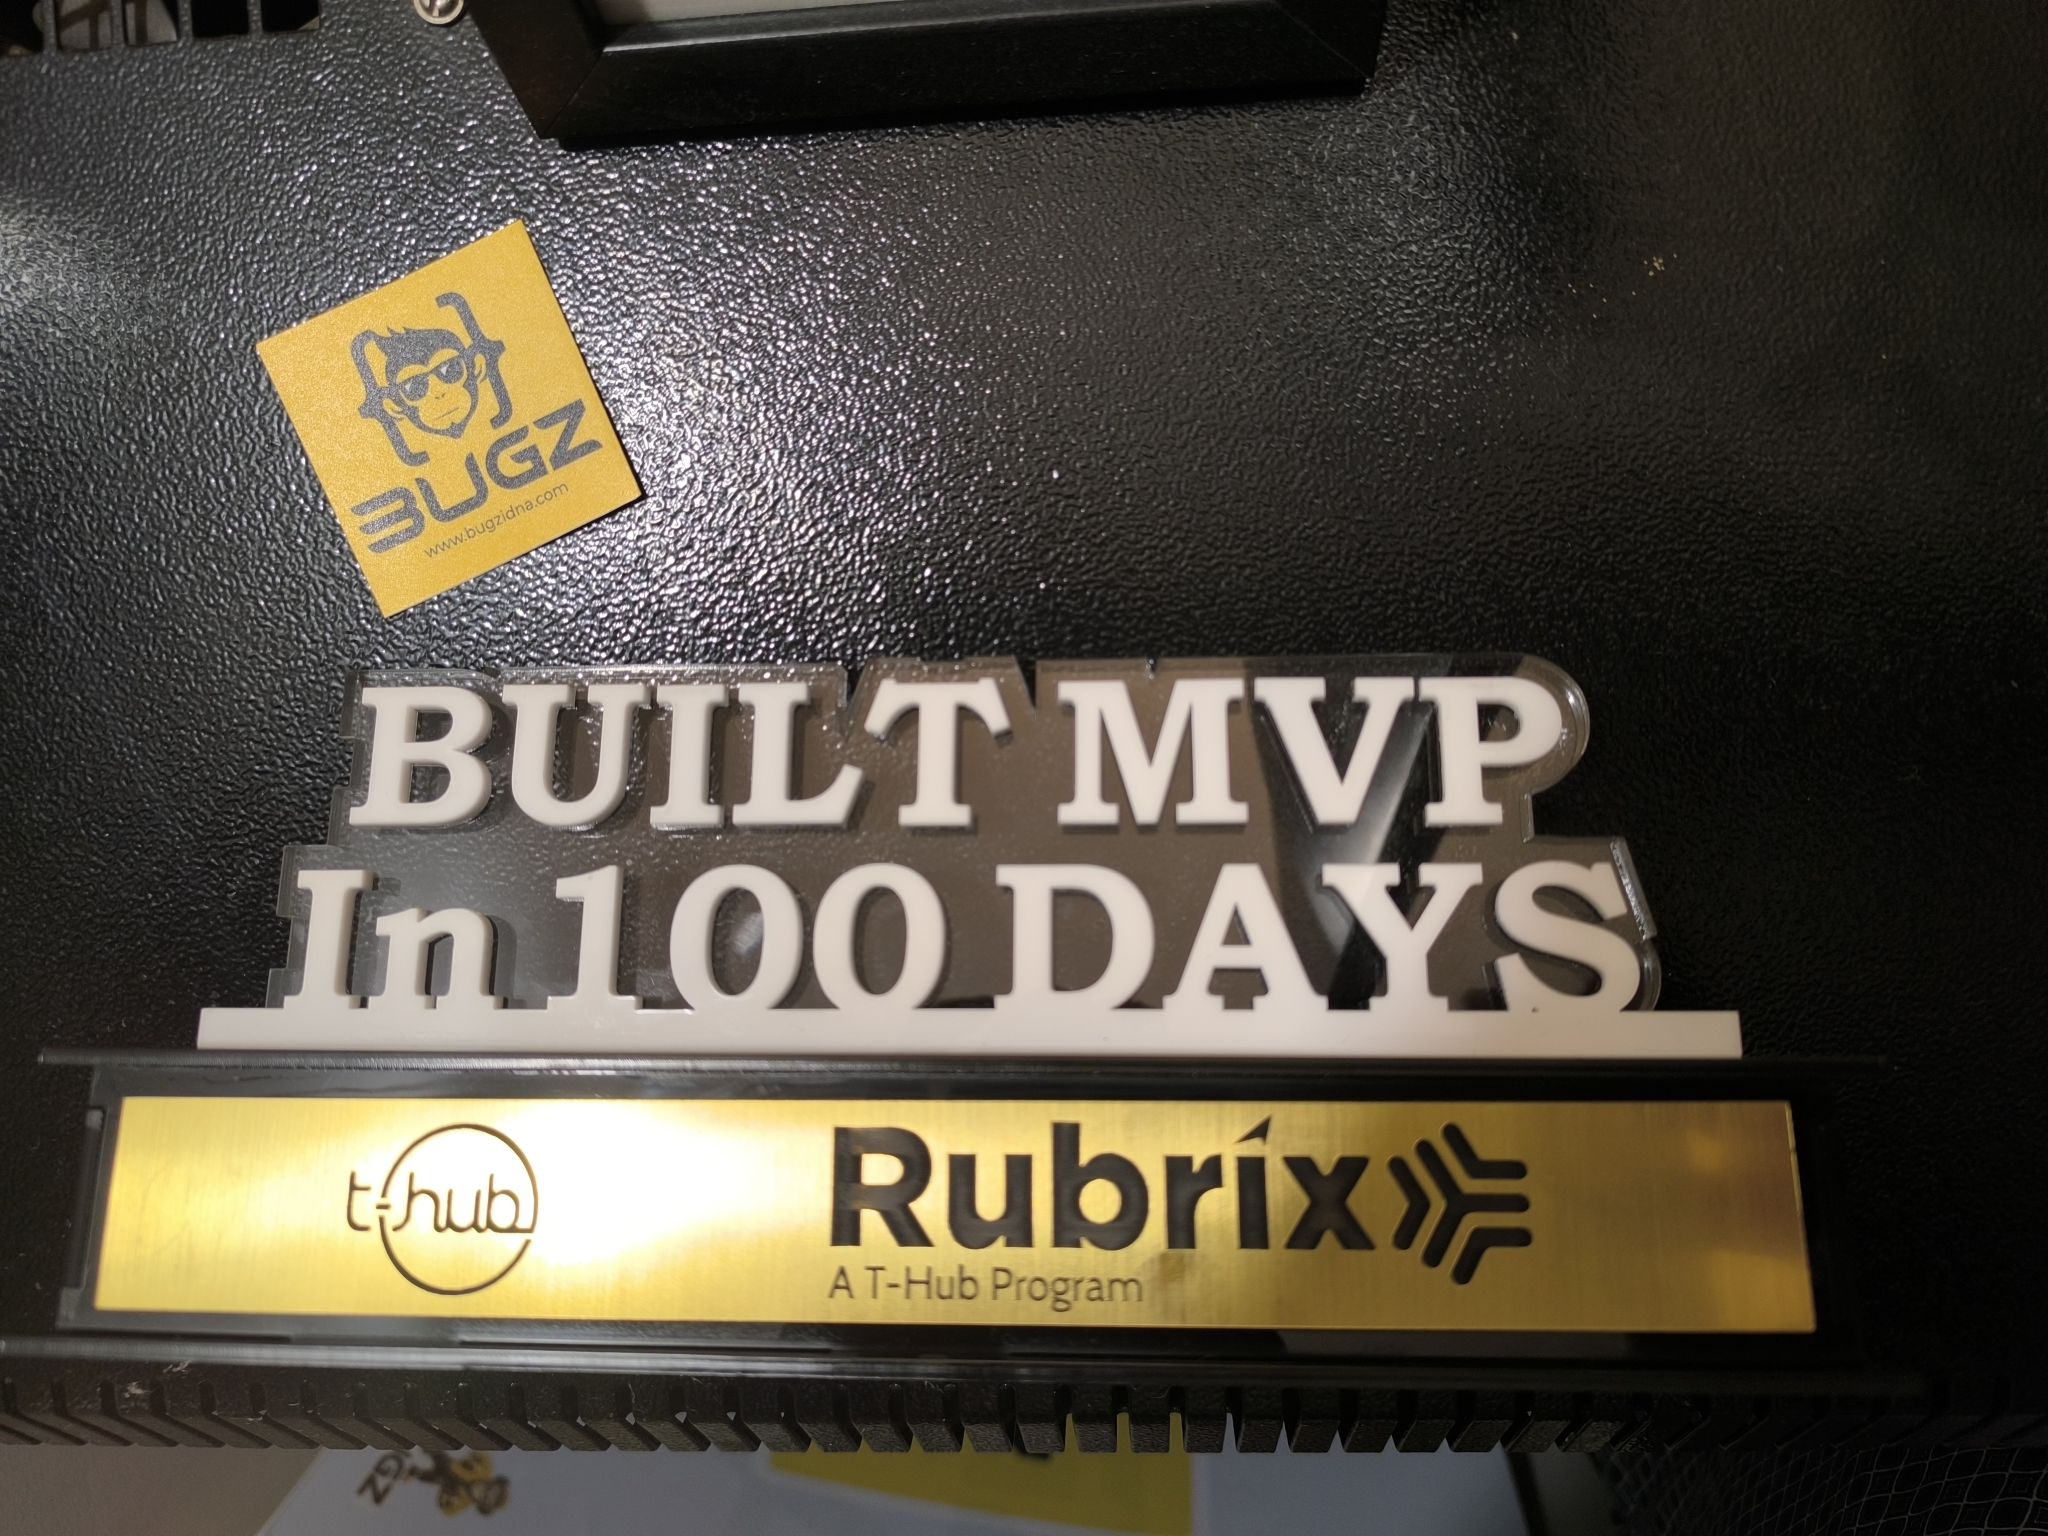 BUGZ
www.bugzidna.com
BUILT MVP
In 100 DAYS
t-hub
Rubrix
A T-Hub Program